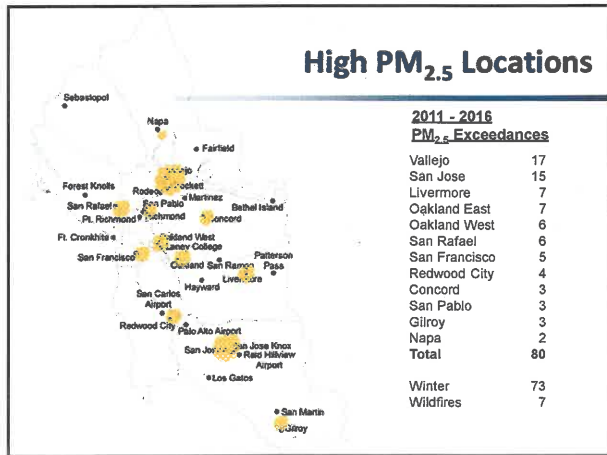 High PM2.5 Locations
Sebastopol
Napa
Fairfield
Forest Knolls
Martinez
San Rafael
San Pablo
Pt. Richmond
Richmond
Concord
Bethel Island
Ft. Cronkhite
Oakland West
Laney College
San Francisco
Oakland
San Ramon
Patterson
Pass
Hayward
Livermore
San Carlos
Airport
Redwood City
Palo Alto Airport
San Jose Knox
Reid Hillview
Airport
Los Gatos
San Martin
Gilroy
2011 - 2016
PM2.5 Exceedances
Vallejo 17
San Jose 15
Livermore 7
Oakland East 7
Oakland West 6
San Rafael 6
San Francisco 5
Redwood City 4
Concord 3
San Pablo 3
Gilroy 3
Napa 2
Total 80
Winter 73
Wildfires 7